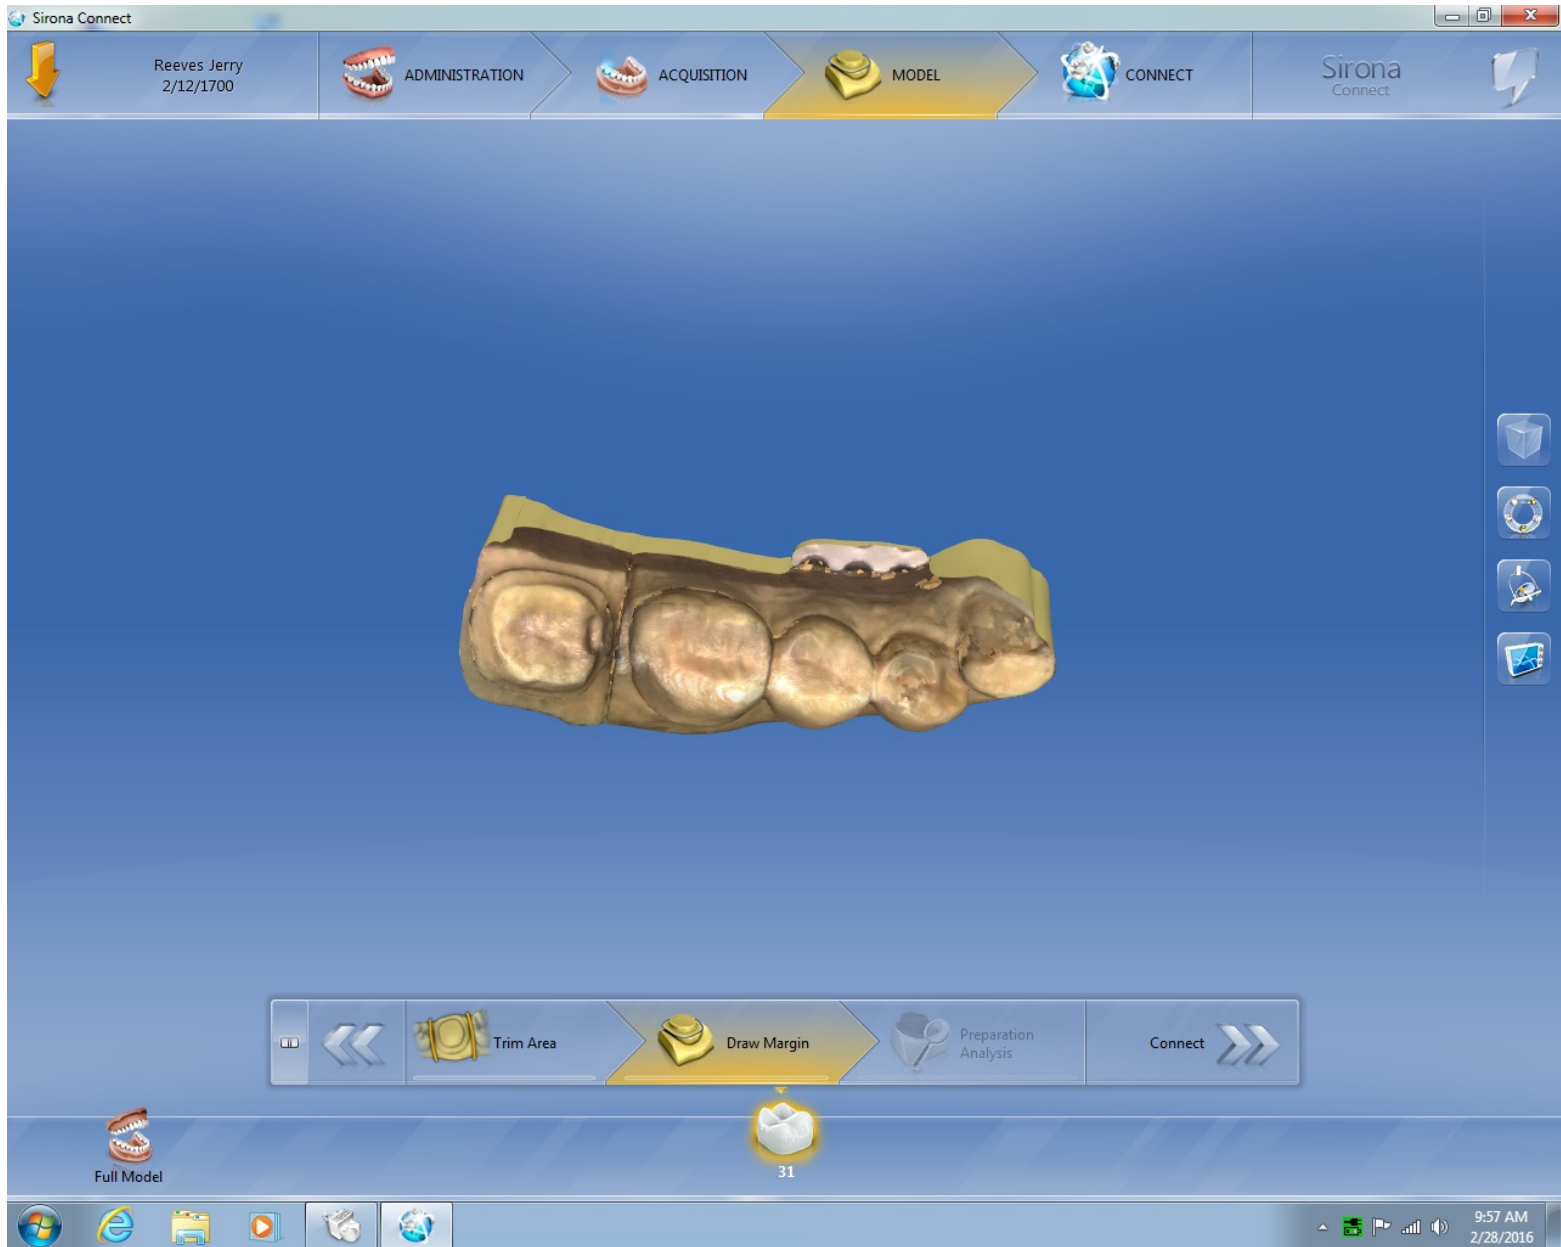 Sirona Connect
Reeves Jerry
2/12/1700
ADMINISTRATION
ACQUISITION
MODEL
CONNECT
Sirona
Connect
Trim Area
Draw Margin
Preparation
Analysis
Connect
Full Model
31
9:57 AM
2/28/2016